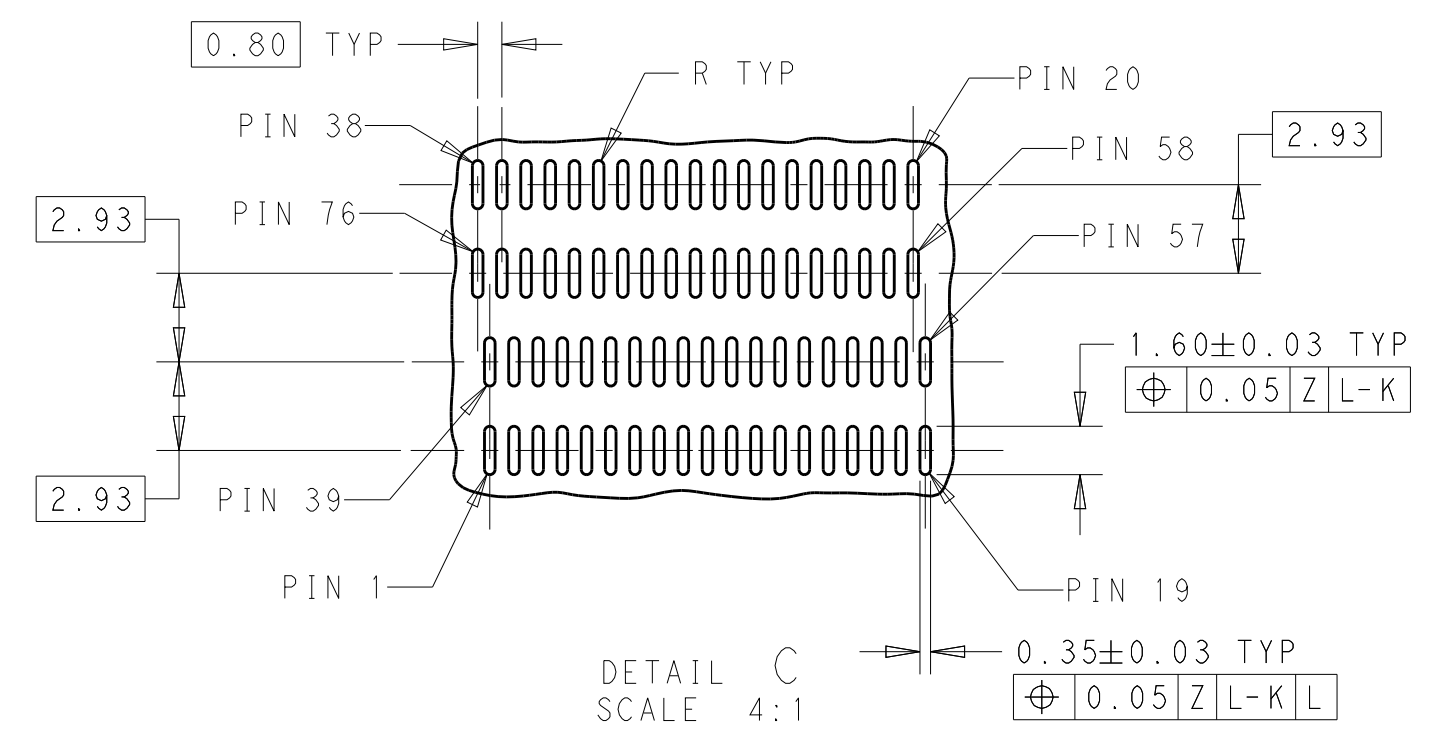 0.80 TYP
R TYP
PIN 20
PIN 38
2.93
PIN 58
2.93
PIN 76
PIN 57
1.60±0.03 TYP
⌖ 0.05 Z L-K
2.93
PIN 39
PIN 1
PIN 19
0.35±0.03 TYP
⌖ 0.05 Z L-K L
DETAIL C
SCALE 4:1